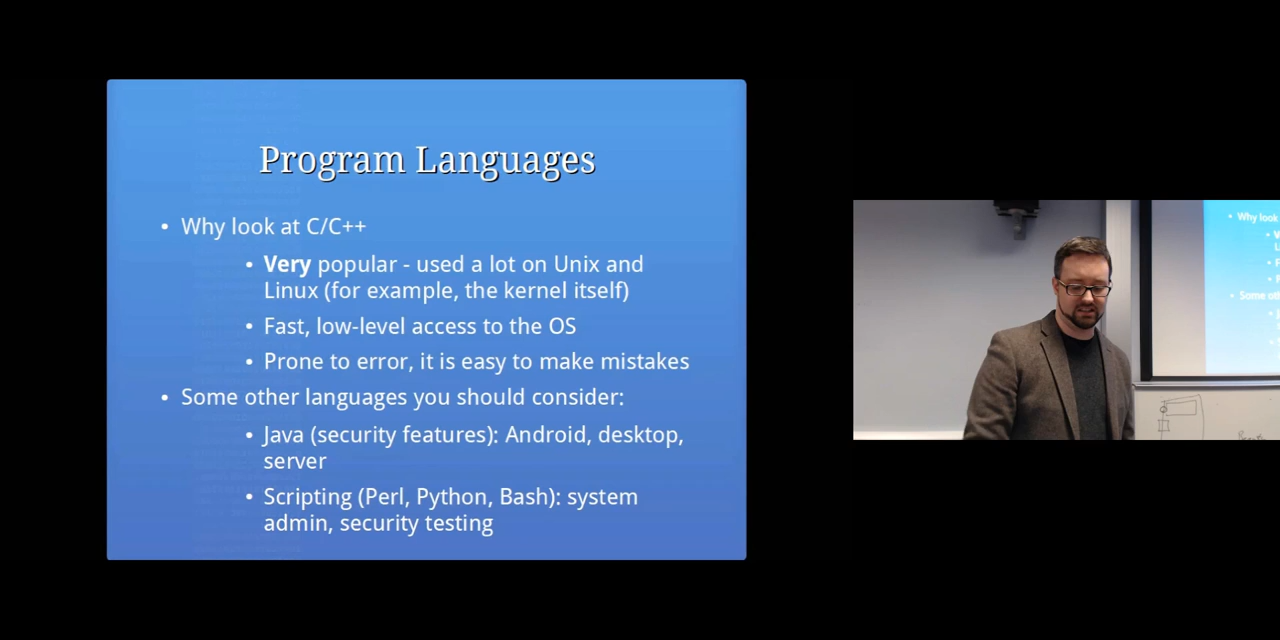 Program Languages
• Why look at C/C++
• Very popular - used a lot on Unix and
Linux (for example, the kernel itself)
• Fast, low-level access to the OS
• Prone to error, it is easy to make mistakes
• Some other languages you should consider:
• Java (security features): Android, desktop,
server
• Scripting (Perl, Python, Bash): system
admin, security testing
• Why look
• Some oth